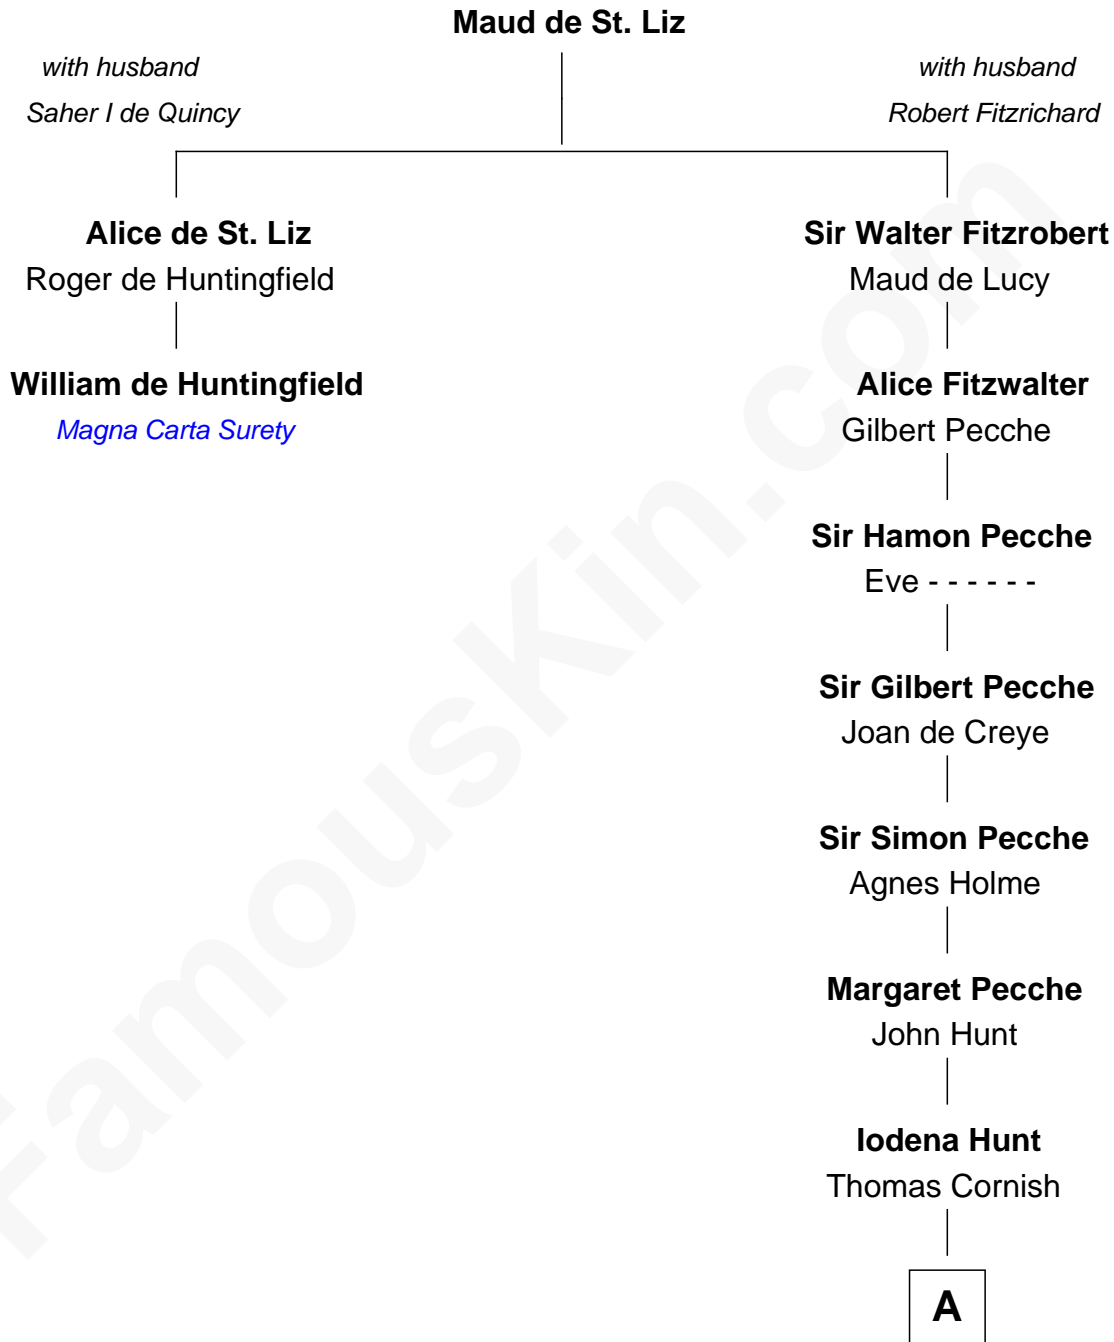 Maud de St. Liz
with husband
Saher I de Quincy
with husband
Robert Fitzrichard
Alice de St. Liz
Roger de Huntingfield
William de Huntingfield
Magna Carta Surety
Sir Walter Fitzrobert
Maud de Lucy
Alice Fitzwalter
Gilbert Pecche
Sir Hamon Pecche
Eve - - - - - -
Sir Gilbert Pecche
Joan de Creye
Sir Simon Pecche
Agnes Holme
Margaret Pecche
John Hunt
Iodena Hunt
Thomas Cornish
A
FamousKin.com